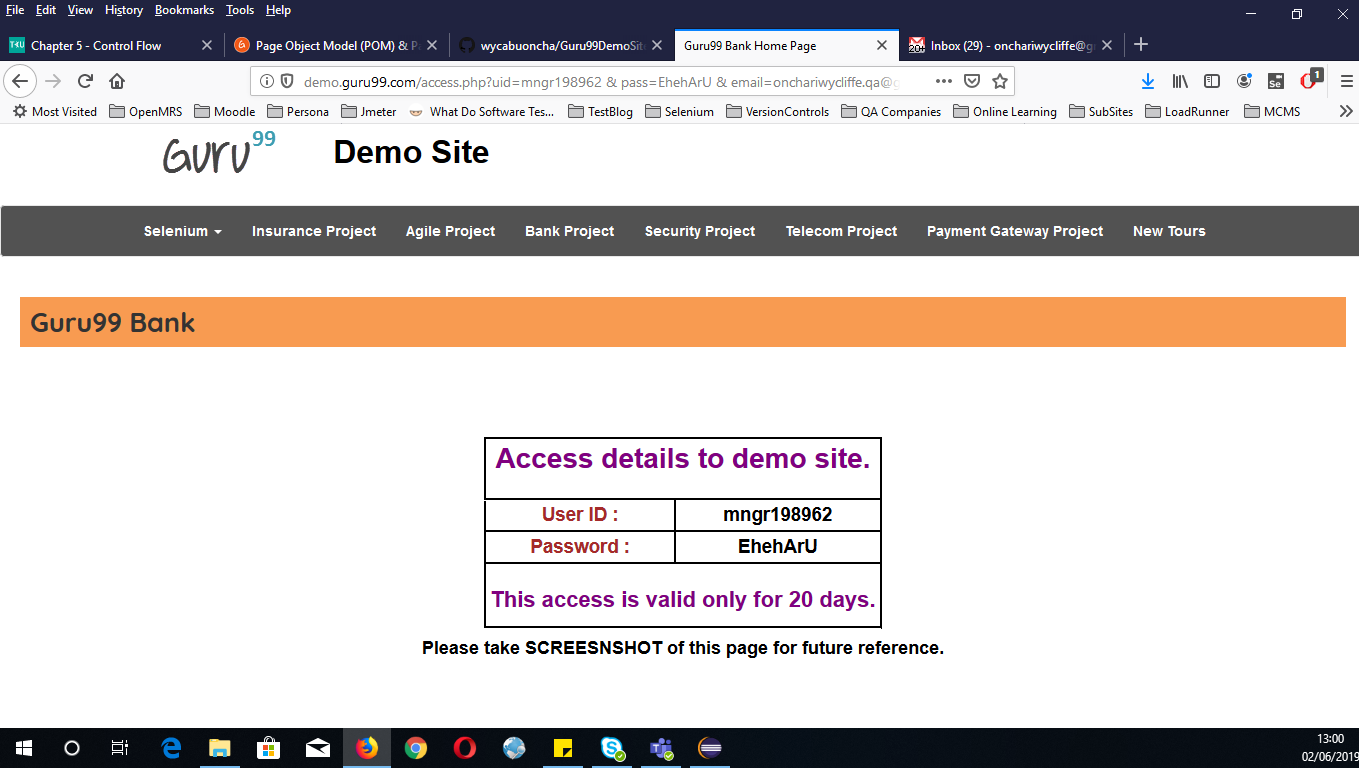 File Edit View History Bookmarks Tools Help
TAU Chapter 5 - Control Flow
Page Object Model (POM) & P
wycabuoncha/Guru99DemoSit
Guru99 Bank Home Page
20+ Inbox (29) - onchariwycliffe@g
demo.guru99.com/access.php?uid=mngr198962 & pass=EhehArU & email=onchariwycliffe.qa@g
Se
1
Most Visited OpenMRS Moodle Persona Jmeter What Do Software Tes... TestBlog Selenium VersionControls QA Companies Online Learning SubSites LoadRunner MCMS
Guru99 Demo Site
Selenium Insurance Project Agile Project Bank Project Security Project Telecom Project Payment Gateway Project New Tours
Guru99 Bank
Access details to demo site.
User ID : mngr198962
Password : EhehArU
This access is valid only for 20 days.
Please take SCREESNSHOT of this page for future reference.
13:00
02/06/2019